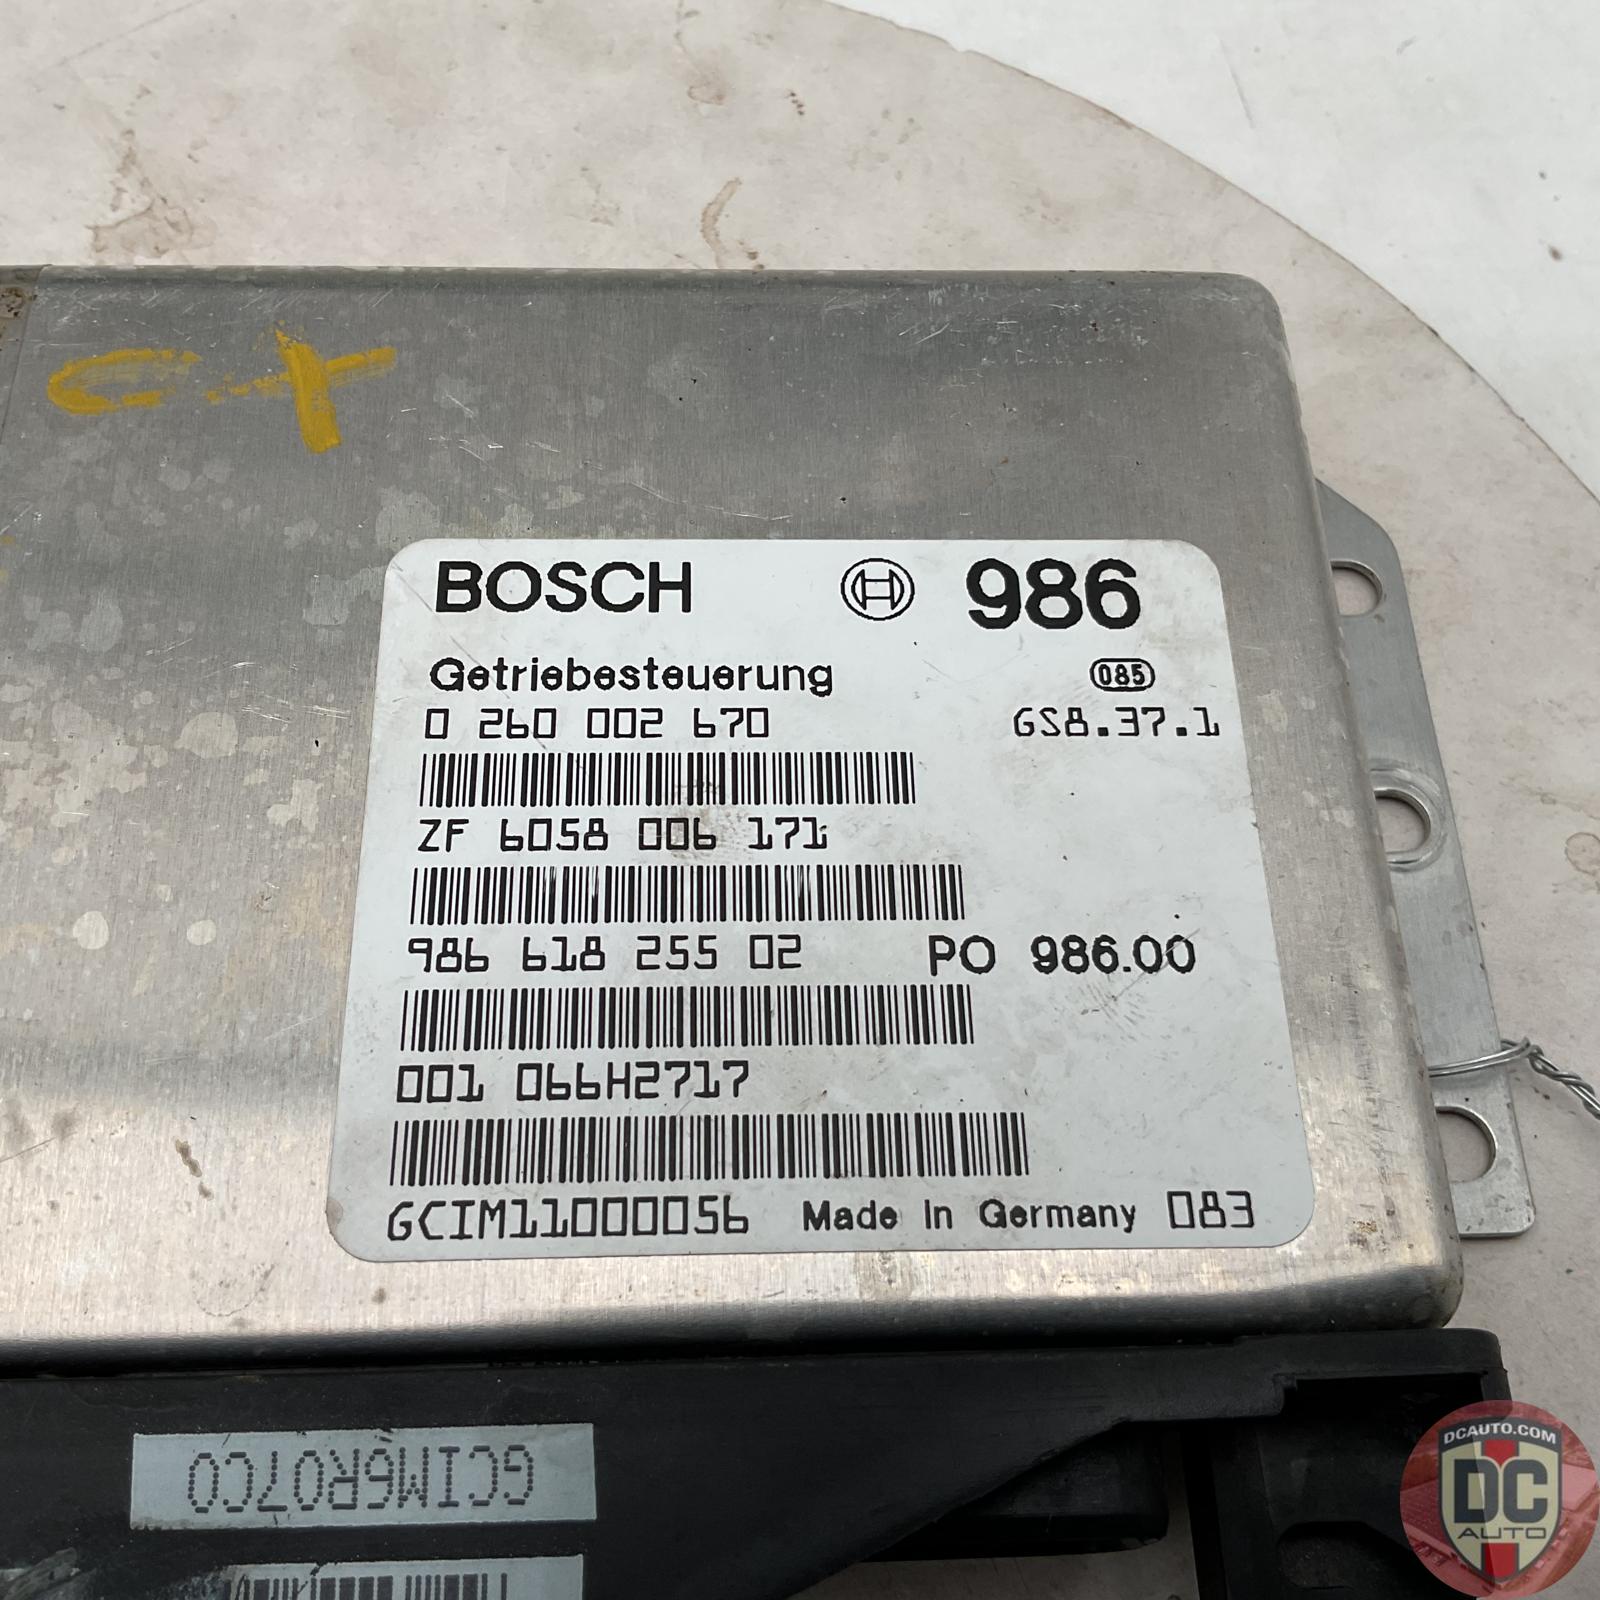 BOSCH 986
Getriebesteuerung 085
0 260 002 670 GS8.37.1
ZF 6058 006 171
986 618 255 02 PO 986.00
001 066H2717
GCIM11000056 Made in Germany 083
GCIM6R07C0
DCAUTO.COM
DC
AUTO